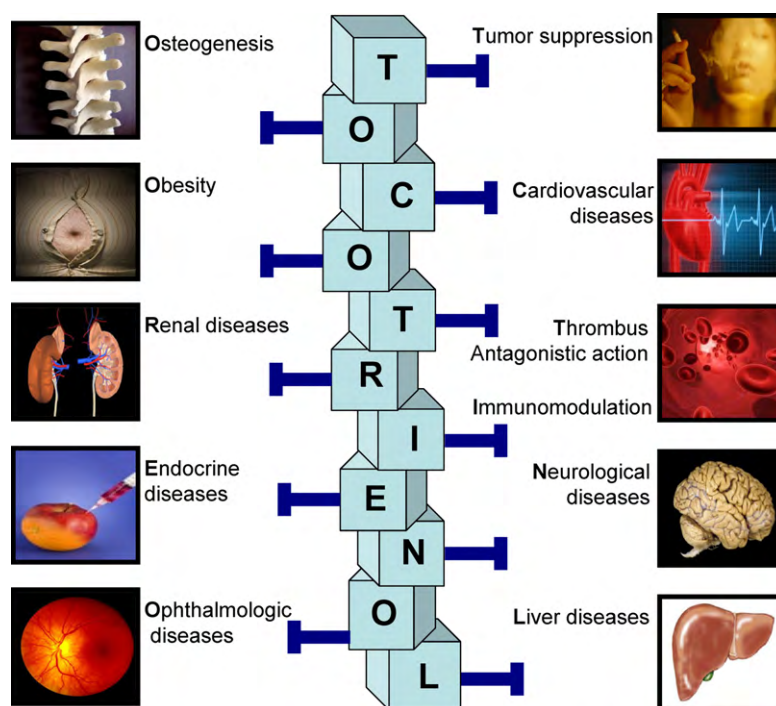 Osteogenesis
Tumor suppression
T
O
Obesity
C
Cardiovascular
diseases
O
Renal diseases
T
Thrombus
Antagonistic action
R
Immunomodulation
I
Endocrine
diseases
E
Neurological
diseases
N
Ophthalmologic
diseases
O
Liver diseases
L